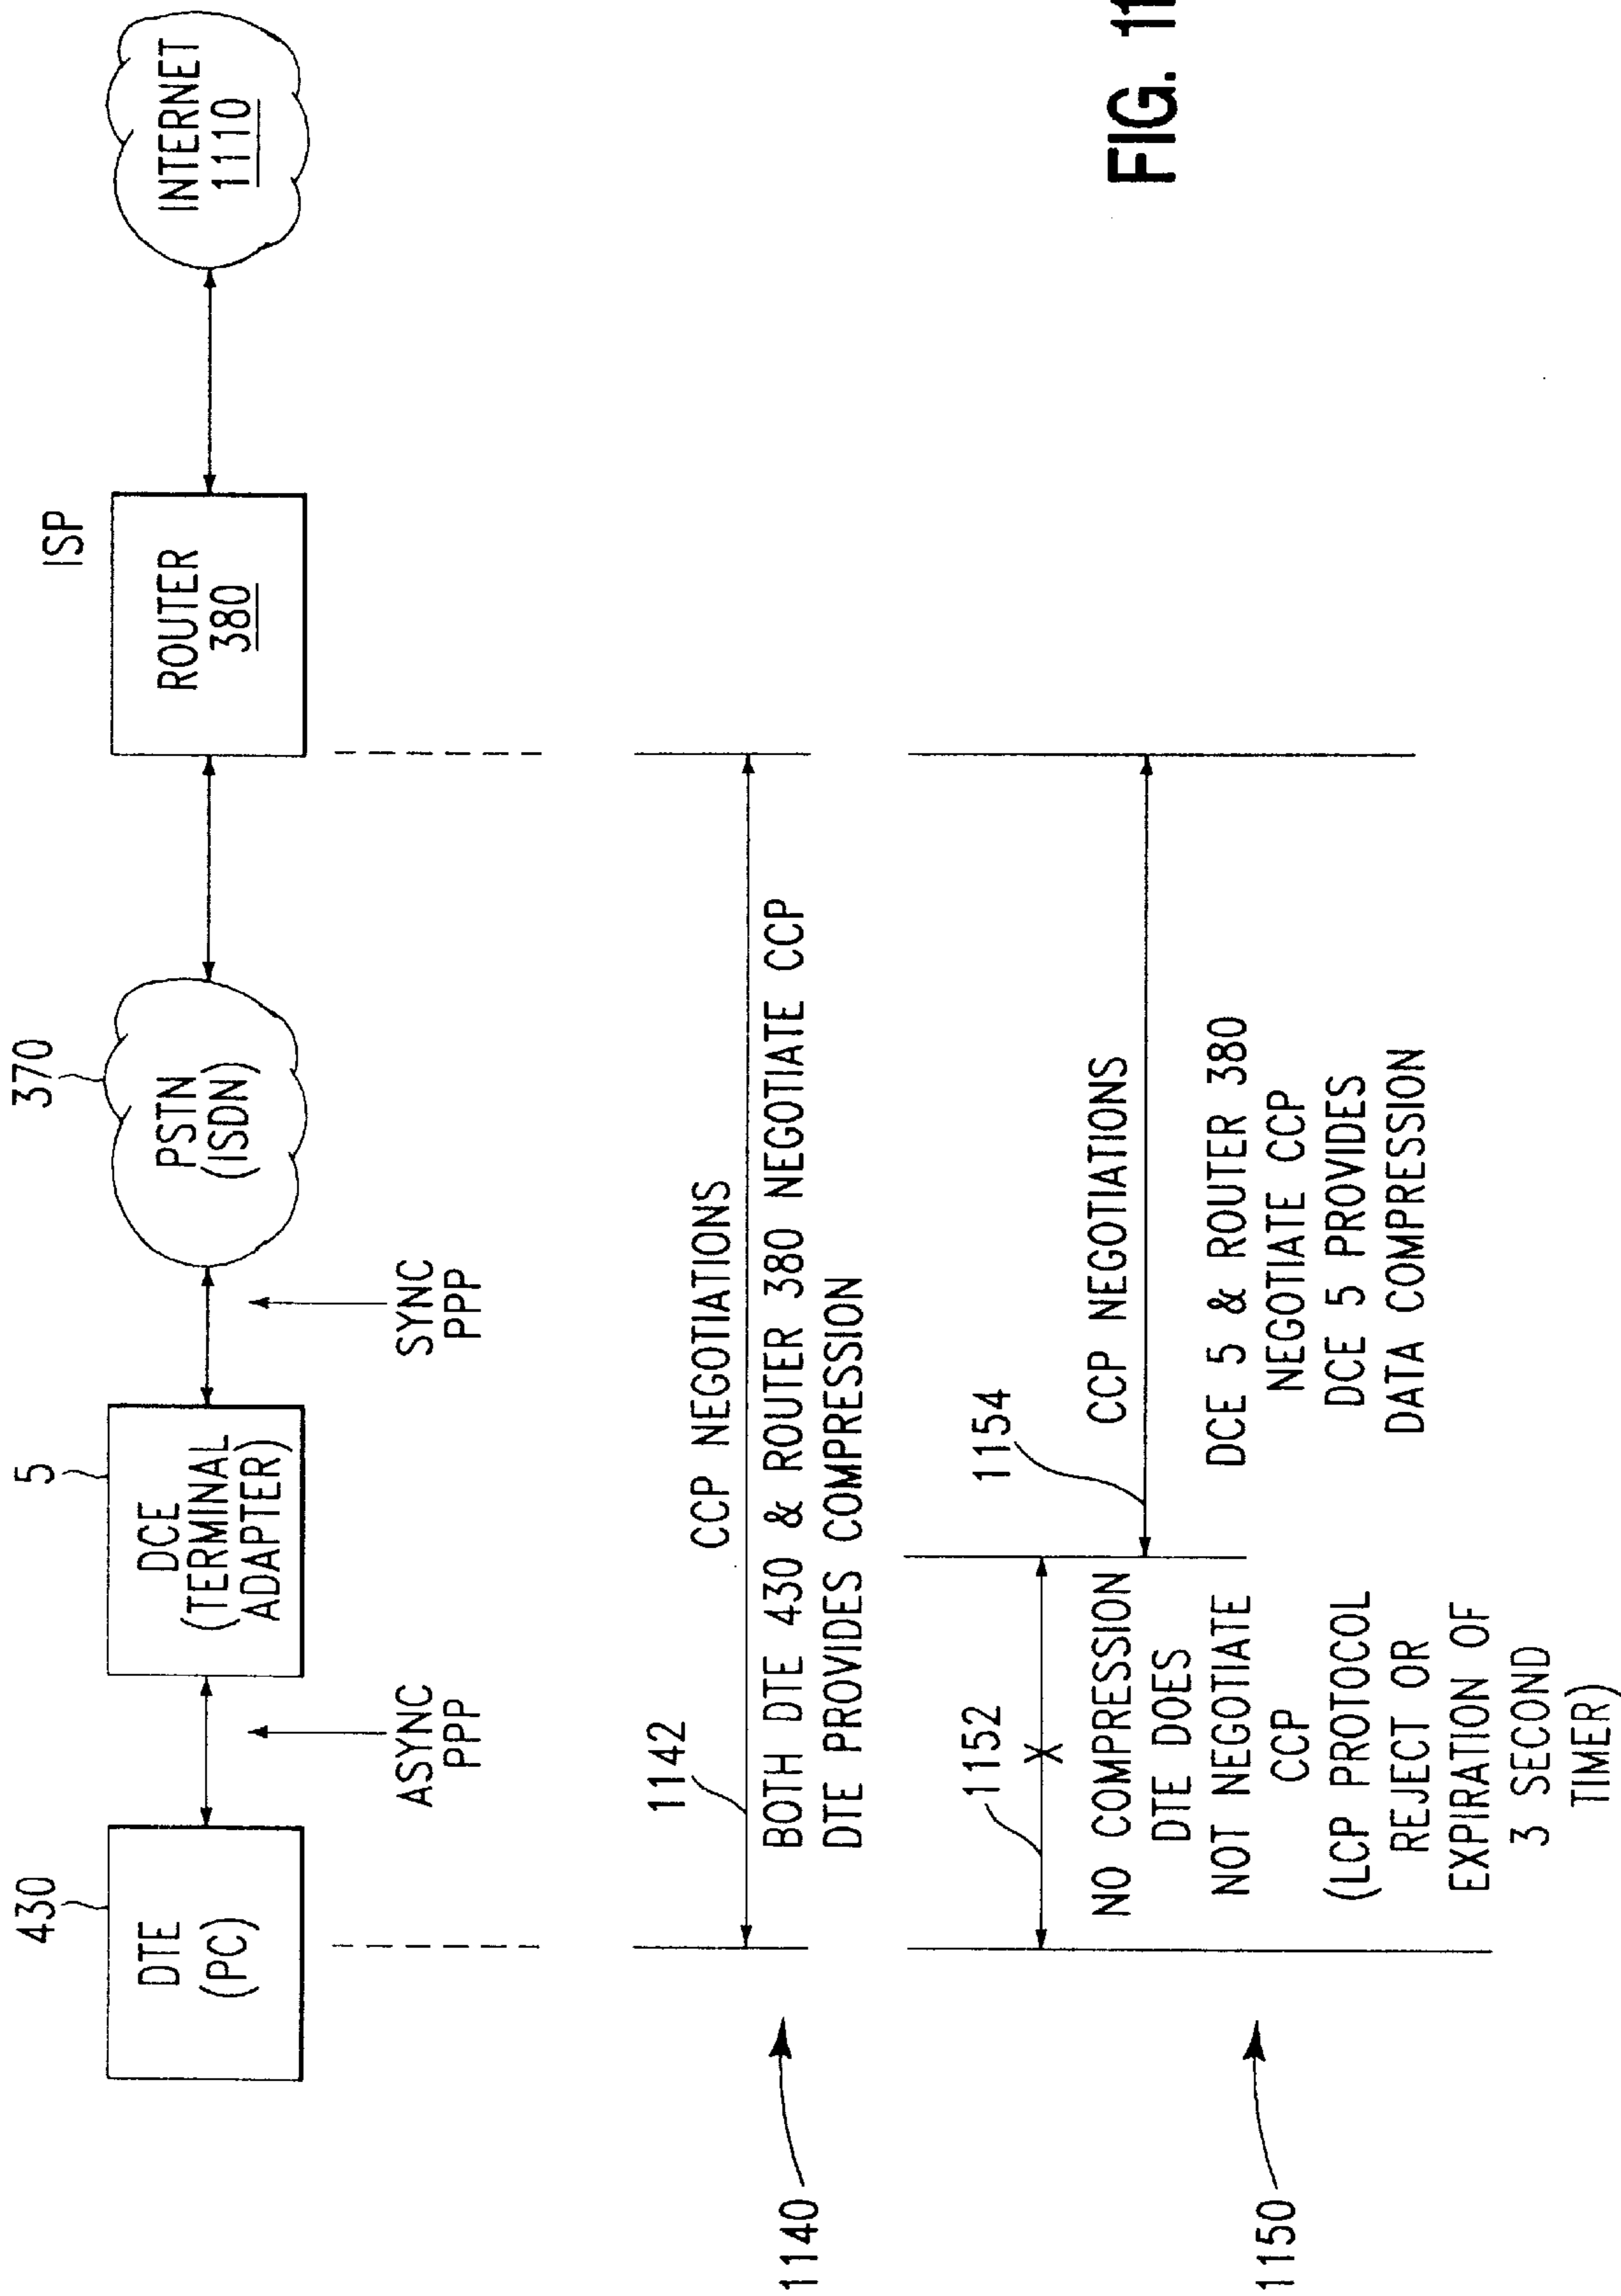 430
DTE
(PC)
ASYNC
PPP
5
DCE
(TERMINAL
ADAPTER)
SYNC
PPP
370
PSTN
(ISDN)
ISP
ROUTER
380
INTERNET
1110
1140
1142
CCP NEGOTIATIONS
BOTH DTE 430 & ROUTER 380 NEGOTIATE CCP
DTE PROVIDES COMPRESSION
1150
1152
X
NO COMPRESSION
DTE DOES
NOT NEGOTIATE
CCP
(LCP PROTOCOL
REJECT OR
EXPIRATION OF
3 SECOND
TIMER)
1154
CCP NEGOTIATIONS
DCE 5 & ROUTER 380
NEGOTIATE CCP
DCE 5 PROVIDES
DATA COMPRESSION
FIG. 11